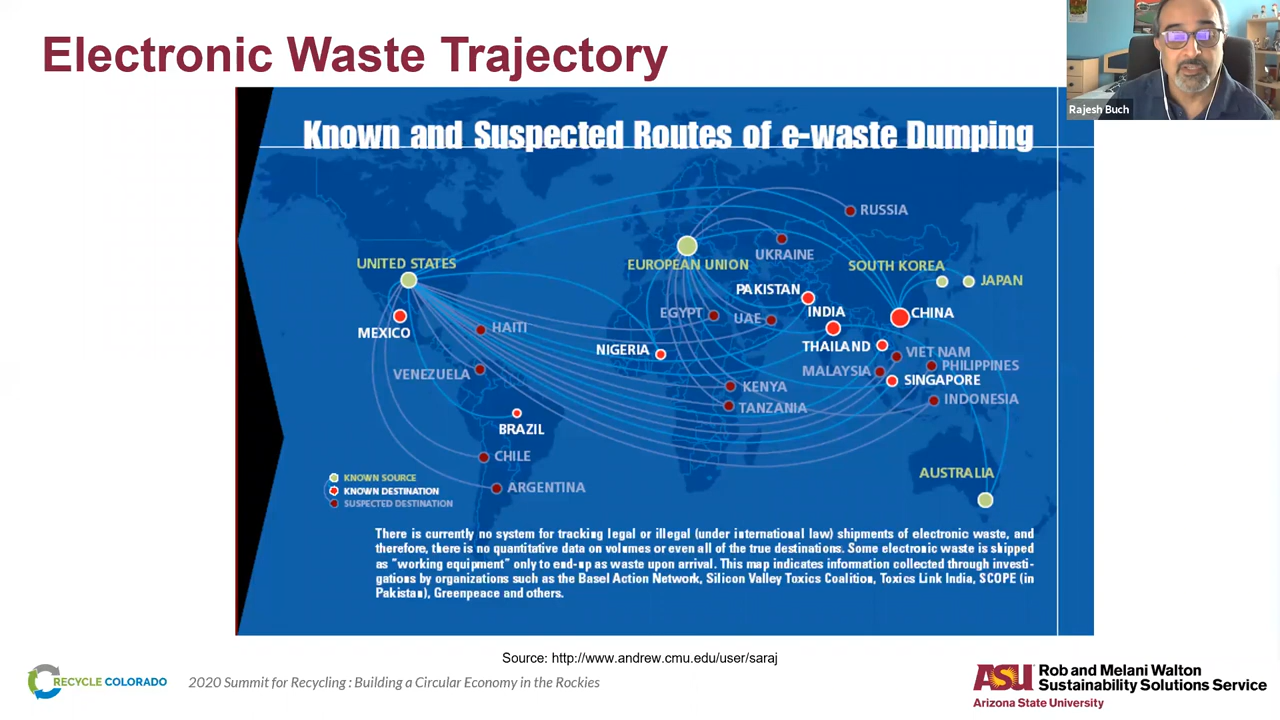 Electronic Waste Trajectory
Rajesh Buch
Known and Suspected Routes of e-waste Dumping
RUSSIA
UKRAINE
UNITED STATES
EUROPEAN UNION
SOUTH KOREA
JAPAN
PAKISTAN
EGYPT
UAE
INDIA
CHINA
MEXICO
HAITI
NIGERIA
THAILAND
VIET NAM
VENEZUELA
MALAYSIA
PHILIPPINES
SINGAPORE
KENYA
TANZANIA
INDONESIA
BRAZIL
CHILE
AUSTRALIA
ARGENTINA
KNOWN SOURCE
KNOWN DESTINATION
SUSPECTED DESTINATION
There is currently no system for tracking legal or illegal (under international law) shipments of electronic waste, and
therefore, there is no quantitative data on volumes or even all of the true destinations. Some electronic waste is shipped
as "working equipment" only to end-up as waste upon arrival. This map indicates information collected through investi-
gations by organizations such as the Basel Action Network, Silicon Valley Toxics Coalition, Toxics Link India, SCOPE (in
Pakistan), Greenpeace and others.
Source: http://www.andrew.cmu.edu/user/saraj
RECYCLE COLORADO
2020 Summit for Recycling : Building a Circular Economy in the Rockies
ASU Rob and Melani Walton
Sustainability Solutions Service
Arizona State University